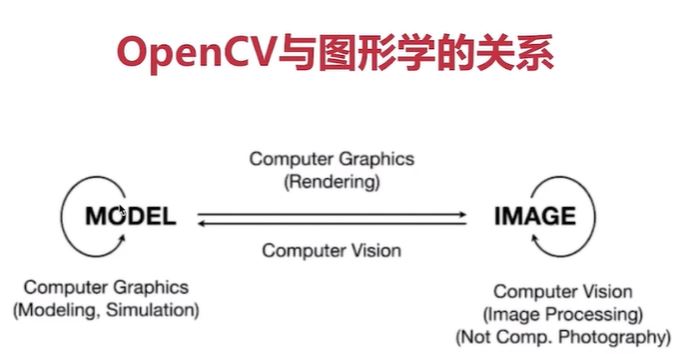 OpenCV与图形学的关系
Computer Graphics
(Rendering)
MODEL
IMAGE
Computer Vision
Computer Graphics
(Modeling, Simulation)
Computer Vision
(Image Processing)
(Not Comp. Photography)